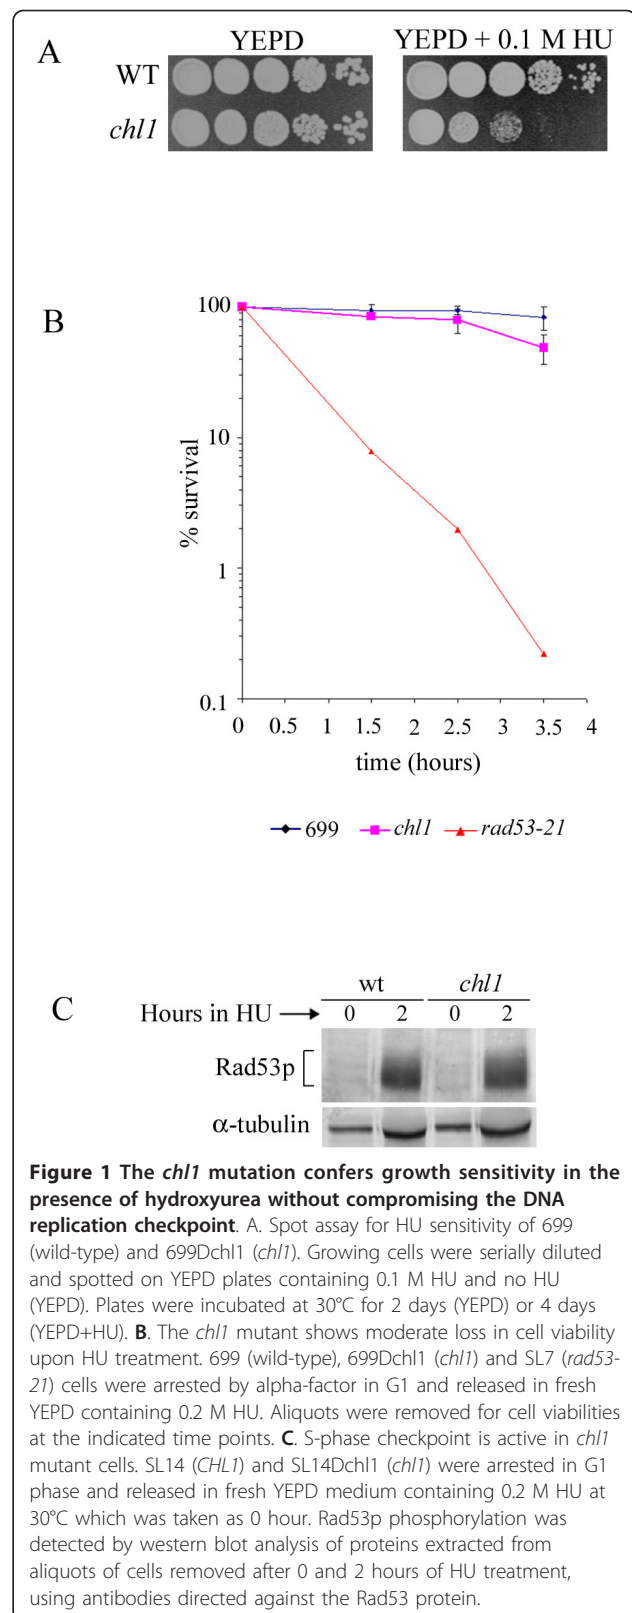 A
YEPD
YEPD + 0.1 M HU
WT
chl1
B
100
10
1
0.1
% survival
0 0.5 1 1.5 2 2.5 3 3.5 4
time (hours)
699 chl1 rad53-21
C
wt chl1
Hours in HU 0 2 0 2
Rad53p
α-tubulin
Figure 1 The chl1 mutation confers growth sensitivity in the
presence of hydroxyurea without compromising the DNA
replication checkpoint. A. Spot assay for HU sensitivity of 699
(wild-type) and 699Dchl1 (chl1). Growing cells were serially diluted
and spotted on YEPD plates containing 0.1 M HU and no HU
(YEPD). Plates were incubated at 30°C for 2 days (YEPD) or 4 days
(YEPD+HU). B. The chl1 mutant shows moderate loss in cell viability
upon HU treatment. 699 (wild-type), 699Dchl1 (chl1) and SL7 (rad53-
21) cells were arrested by alpha-factor in G1 and released in fresh
YEPD containing 0.2 M HU. Aliquots were removed for cell viabilities
at the indicated time points. C. S-phase checkpoint is active in chl1
mutant cells. SL14 (CHL1) and SL14Dchl1 (chl1) were arrested in G1
phase and released in fresh YEPD medium containing 0.2 M HU at
30°C which was taken as 0 hour. Rad53p phosphorylation was
detected by western blot analysis of proteins extracted from
aliquots of cells removed after 0 and 2 hours of HU treatment,
using antibodies directed against the Rad53 protein.